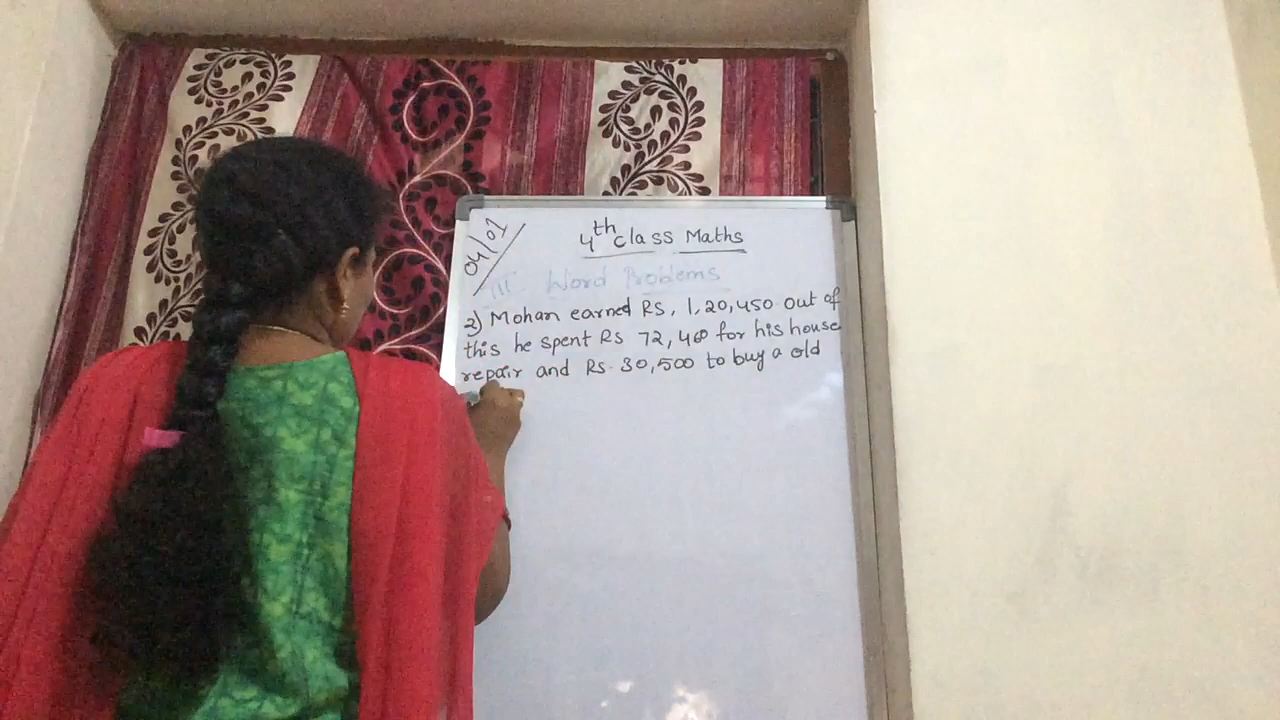 04/01
4th class Maths
III. Word Problems
2) Mohan earned RS. 1,20,450 out of
this he spent Rs 72,460 for his house
repair and Rs. 30,500 to buy a old